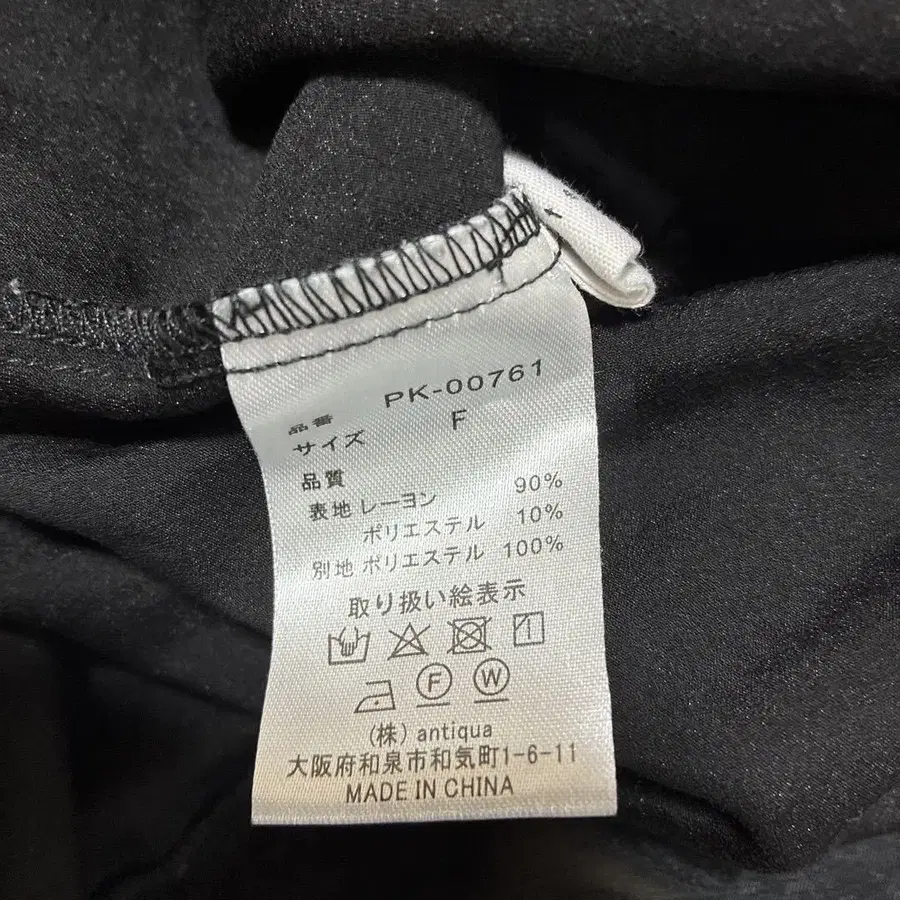 品番 PK-00761
サイズ F
品質
表地 レーヨン 90%
ポリエステル 10%
別地 ポリエステル 100%
取り扱い絵表示
F W
(株) antiqua
大阪府和泉市和気町1-6-11
MADE IN CHINA